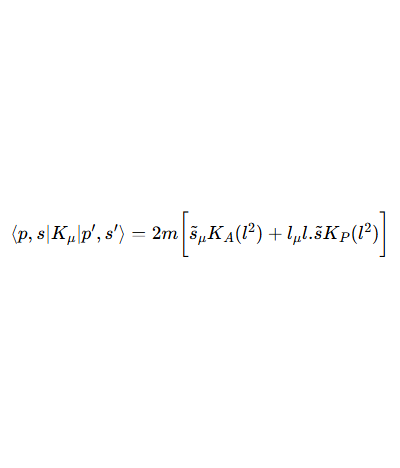 ⟨p, s|K_μ|p′, s′⟩ = 2m[s̃_μ K_A(l²) + l_μ l.s̃ K_P(l²)]